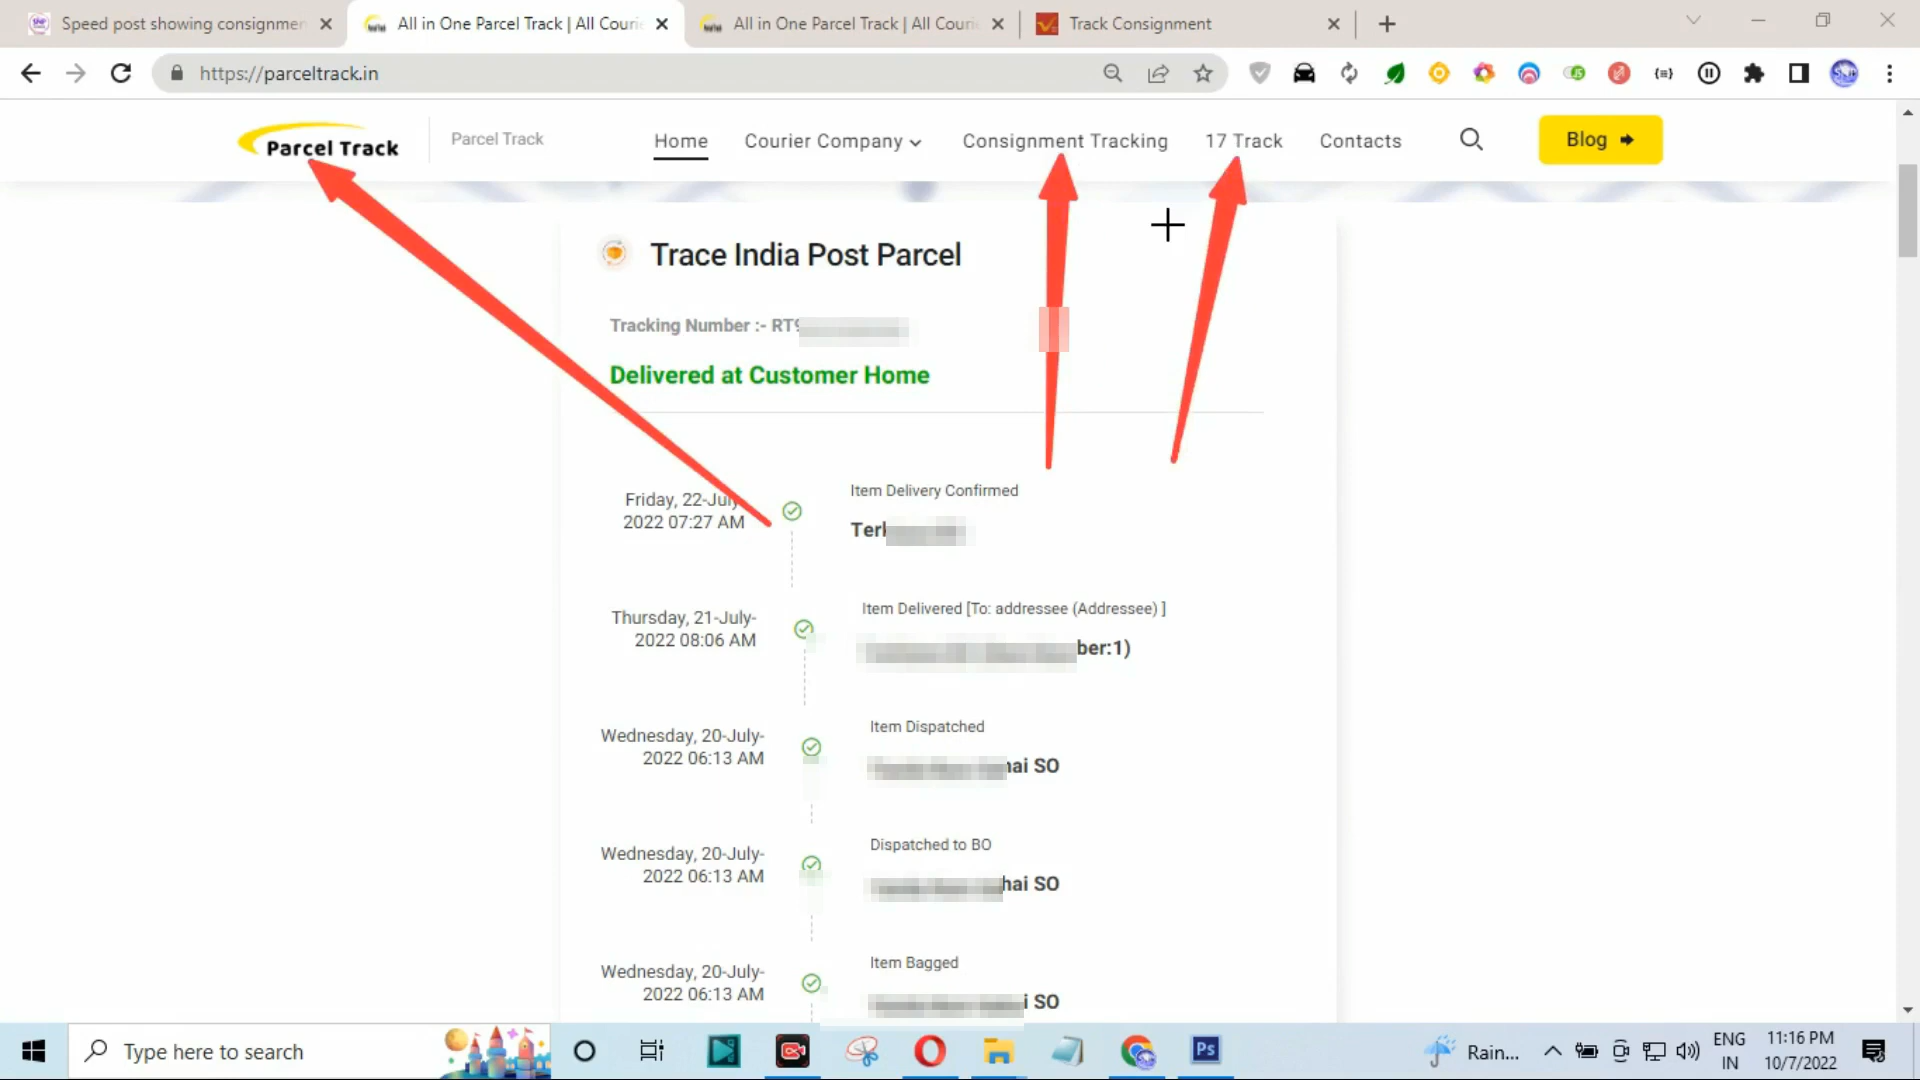 Speed post showing consignmen
All in One Parcel Track | All Couri
All in One Parcel Track | All Couri
Track Consignment
https://parceltrack.in
Parcel Track
Parcel Track
Home
Courier Company
Consignment Tracking
17 Track
Contacts
Blog
Trace India Post Parcel
Tracking Number :- RT9
Delivered at Customer Home
Friday, 22-July-
2022 07:27 AM
Item Delivery Confirmed
Ter
Thursday, 21-July-
2022 08:06 AM
Item Delivered [To: addressee (Addressee) ]
ber:1)
Wednesday, 20-July-
2022 06:13 AM
Item Dispatched
hai SO
Wednesday, 20-July-
2022 06:13 AM
Dispatched to BO
hai SO
Wednesday, 20-July-
2022 06:13 AM
Item Bagged
i SO
Type here to search
Ps
Rain...
ENG
IN
11:16 PM
10/7/2022